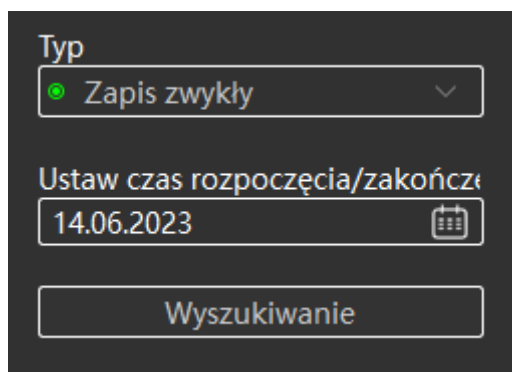 Typ
Zapis zwykły
Ustaw czas rozpoczęcia/zakończe
14.06.2023
Wyszukiwanie